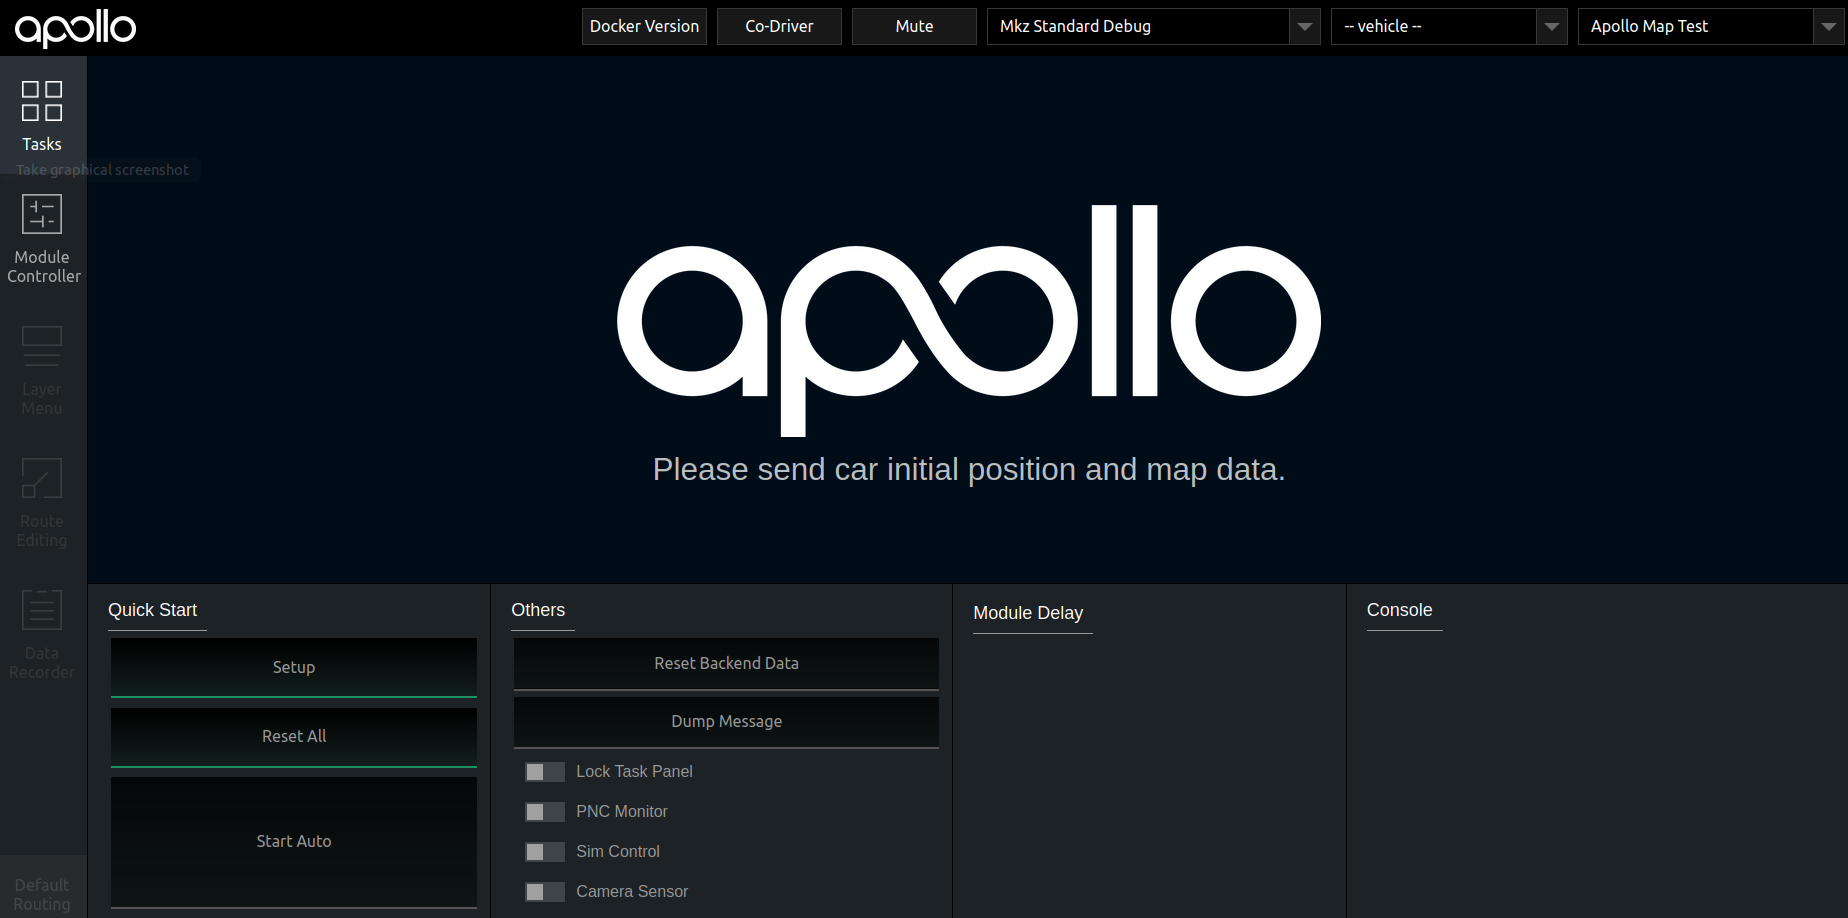 apollo
Docker Version
Co-Driver
Mute
Mkz Standard Debug
-- vehicle --
Apollo Map Test
Tasks
Take graphical screenshot
Module
Controller
Layer
Menu
Route
Editing
Data
Recorder
Default
Routing
apollo
Please send car initial position and map data.
Quick Start
Setup
Reset All
Start Auto
Others
Reset Backend Data
Dump Message
Lock Task Panel
PNC Monitor
Sim Control
Camera Sensor
Module Delay
Console